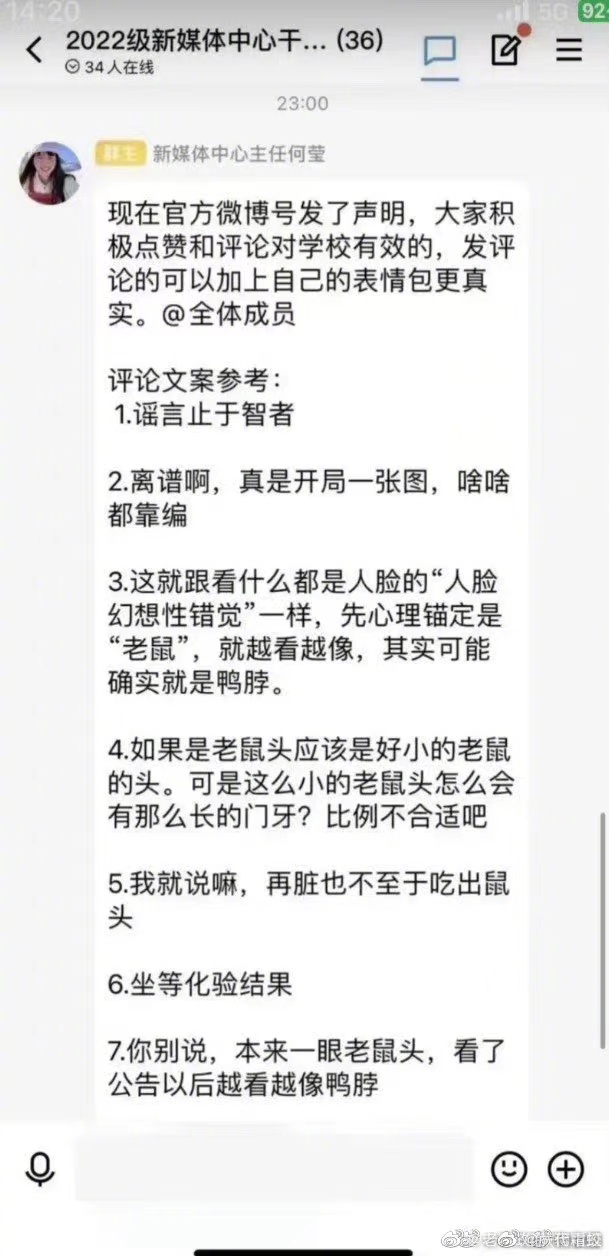 14:20
5G
92
2022级新媒体中心干... (36)
34人在线
23:00
群主 新媒体中心主任何莹
现在官方微博号发了声明，大家积
极点赞和评论对学校有效的，发评
论的可以加上自己的表情包更真
实。@全体成员
评论文案参考：
1.谣言止于智者
2.离谱啊，真是开局一张图，啥啥
都靠编
3.这就跟看什么都是人脸的“人脸
幻想性错觉”一样，先心理锚定是
“老鼠”，就越看越像，其实可能
确实就是鸭脖。
4.如果是老鼠头应该是好小的老鼠
的头。可是这么小的老鼠头怎么会
有那么长的门牙？比例不合适吧
5.我就说嘛，再脏也不至于吃出鼠
头
6.坐等化验结果
7.你别说，本来一眼老鼠头，看了
公告以后越看越像鸭脖